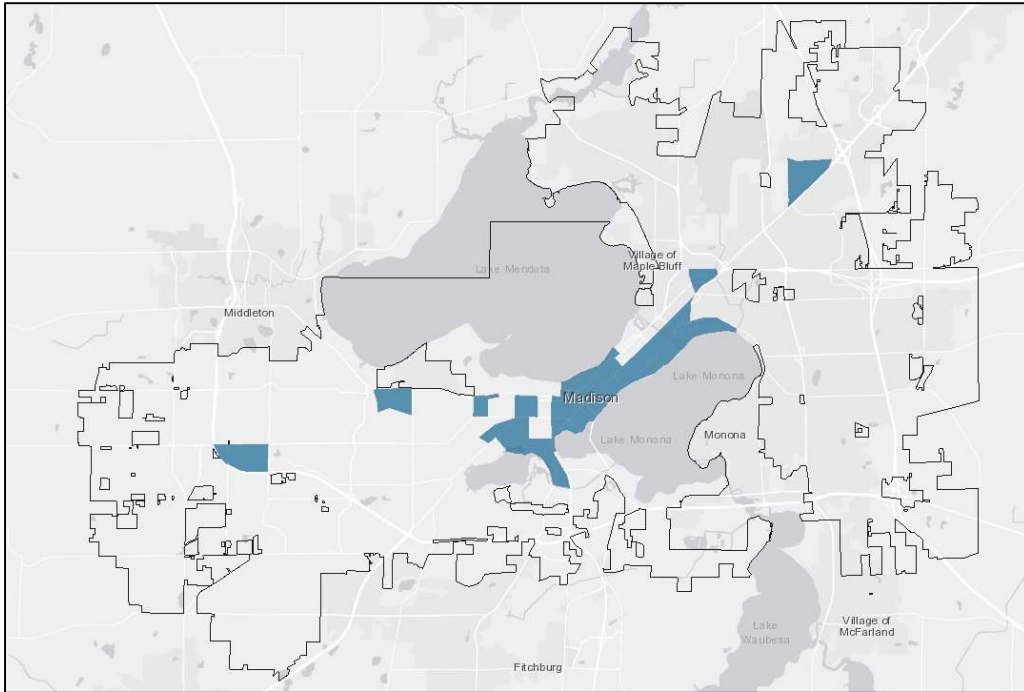 Village of
Maple Bluff
Lake Mendota
Middleton
Lake Monona
Madison
Lake Monona
Monona
Lake
Waubesa
Village of
McFarland
Fitchburg